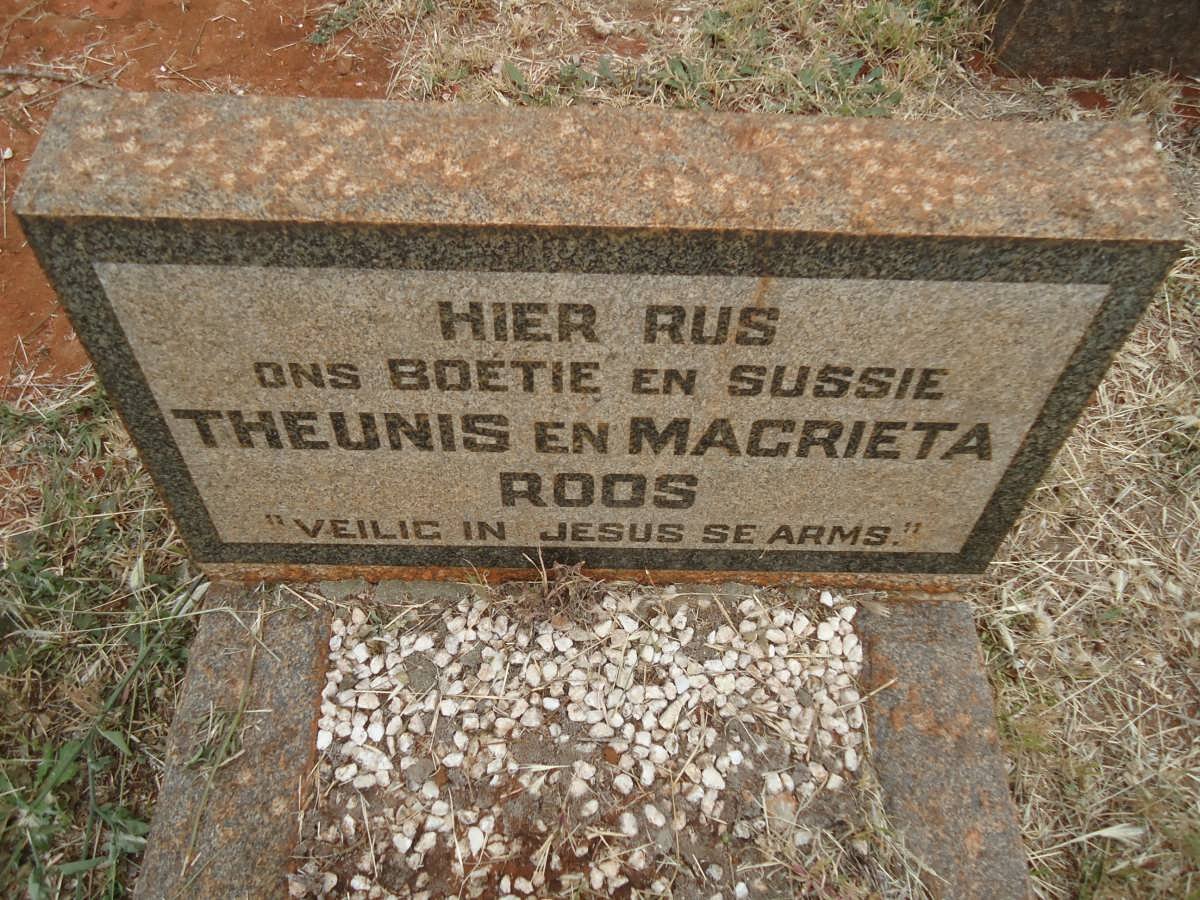 HIER RUS
ONS BOETIE EN SUSSIE
THEUNIS EN MAGRIETA
ROOS
"VEILIG IN JESUS SE ARMS."